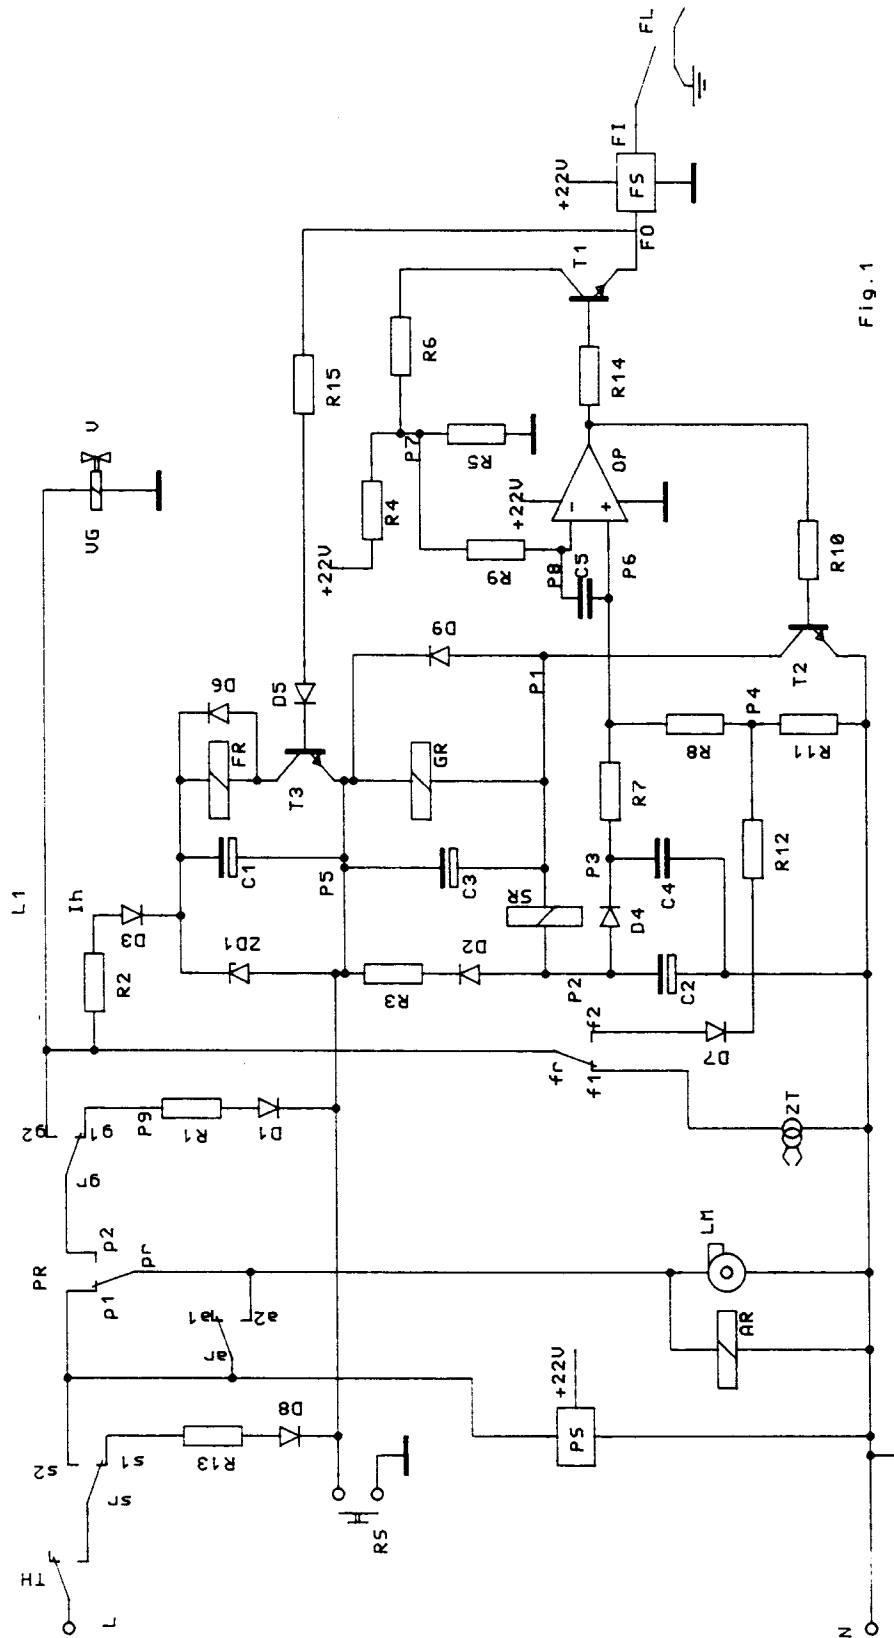 L1
VG
V
FL
FI
FS
+22V
FO
T1
R6
R15
R4
+22V
P7
R5
+22V
OP
R14
R9
P8
C5
P6
R10
T2
D9
D5
D6
FR
T3
GR
P1
P4
R8
R11
R7
R12
P3
C4
D4
SR
C3
C1
P5
Ih
D3
R2
ZD1
D2
R3
P2
C2
fr
f1
f2
D7
ZT
g2
g1
gr
P9
R1
D1
PR
p2
p1
pr
LM
AR
a1
a2
ar
+22V
PS
s2
s1
sr
R13
D8
RS
TH
L
N
Fig.1